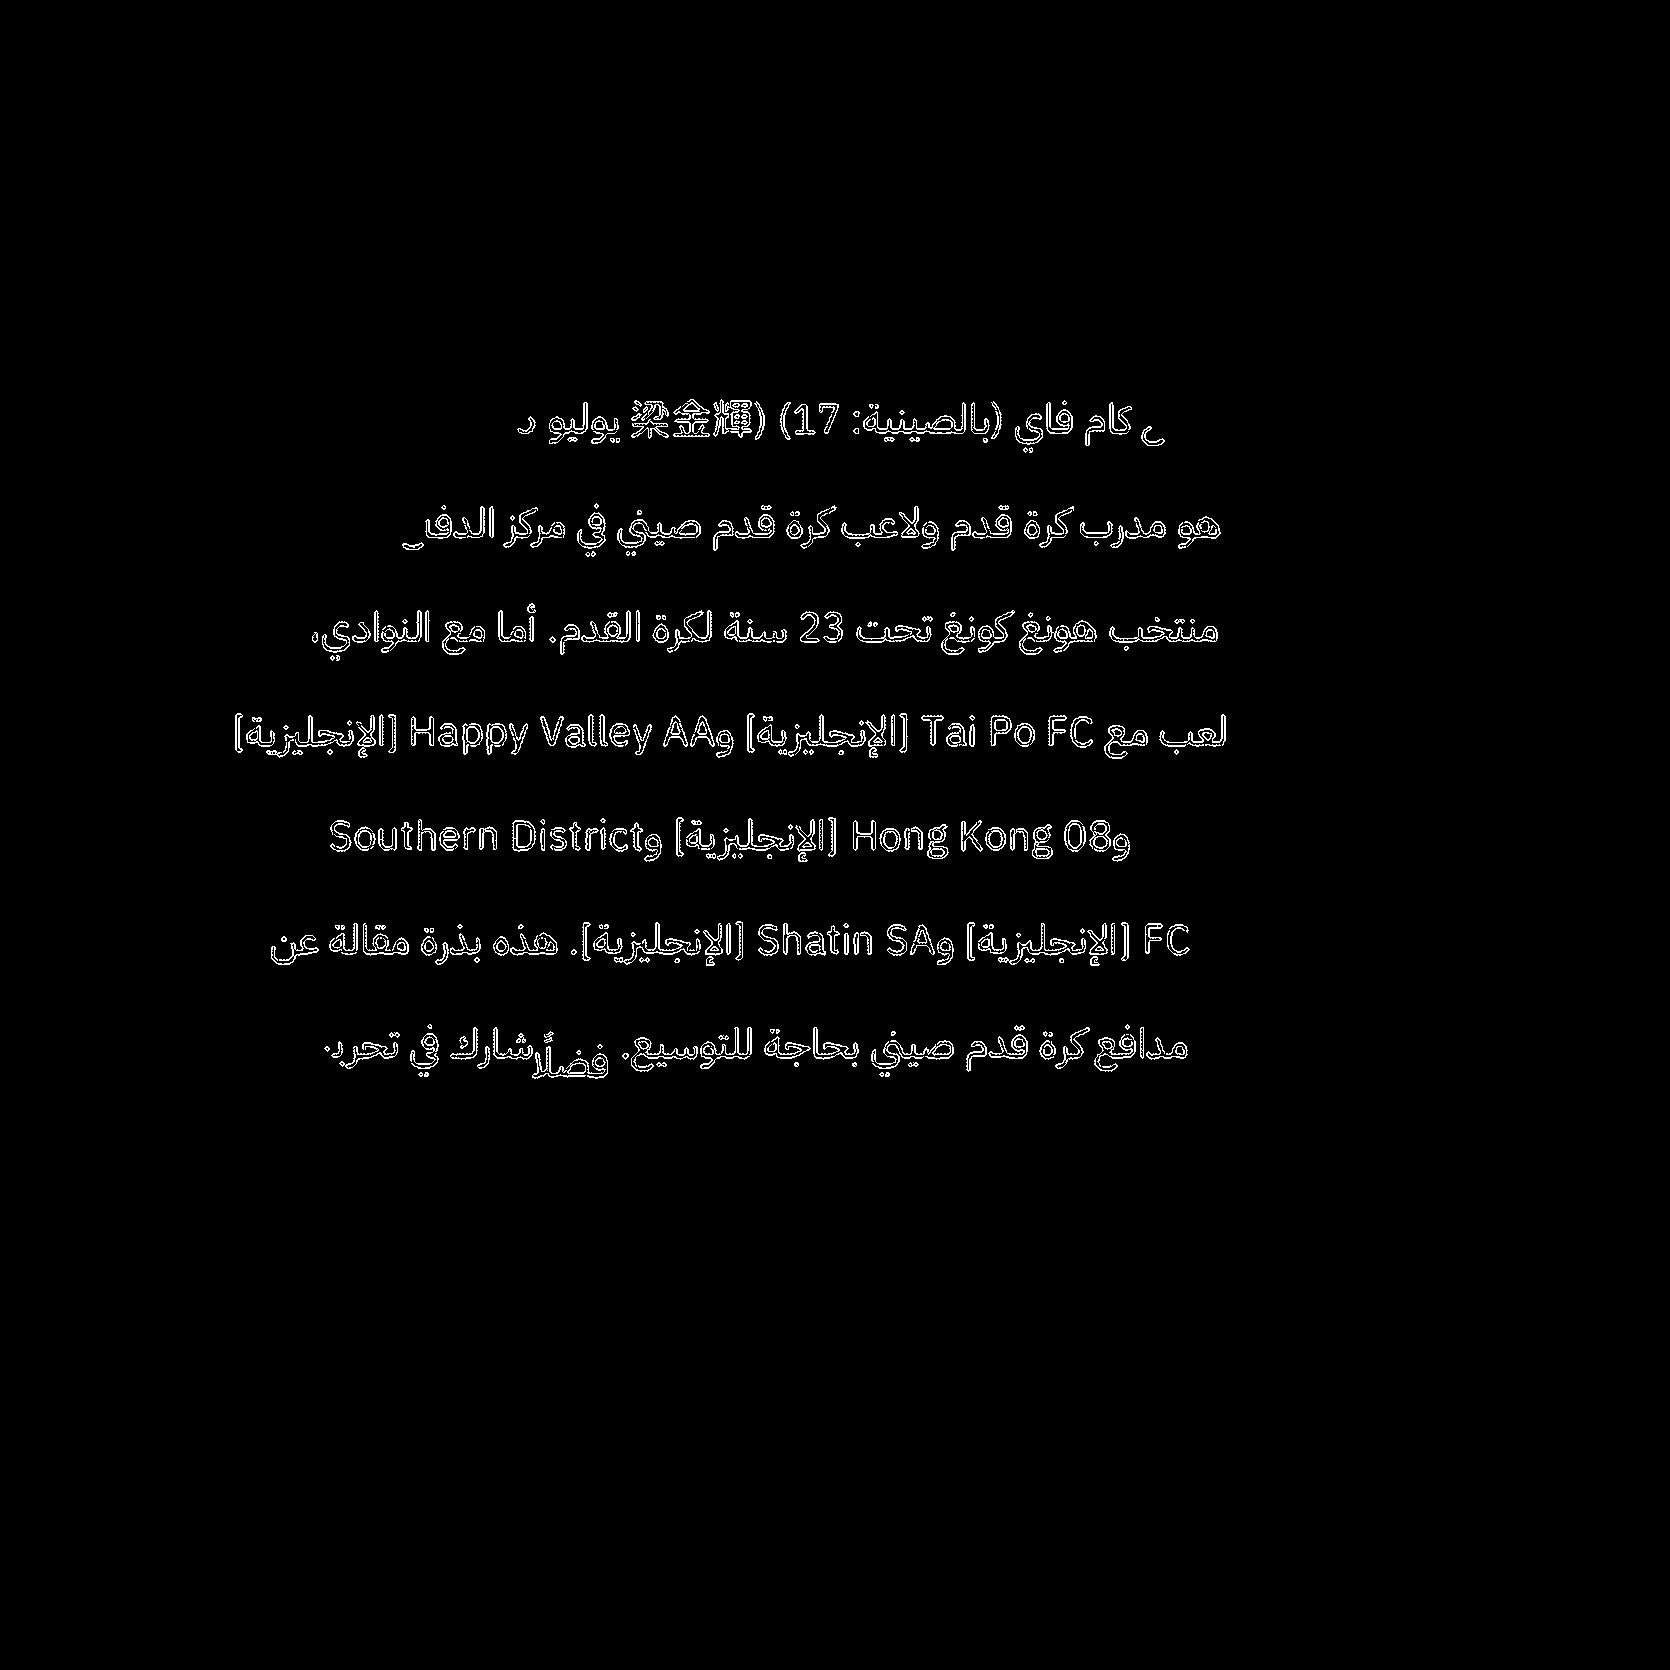 كام فاي (بالصينية: 17) (梁金輝 يوليو
هو مدرب كرة قدم ولاعب كرة قدم صيني في مركز
منتخب هونغ كونغ تحت 23 سنة لكرة القدم. أما مع النوادي،
لعب مع Tai Po FC [الإنجليزية] وHappy Valley AA [الإنجليزية]
وHong Kong 08 [الإنجليزية] وSouthern District
FC [الإنجليزية] وShatin SA [الإنجليزية]. هذه بذرة مقالة عن
مدافع كرة قدم صيني بحاجة للتوسيع. فضلًا شارك في